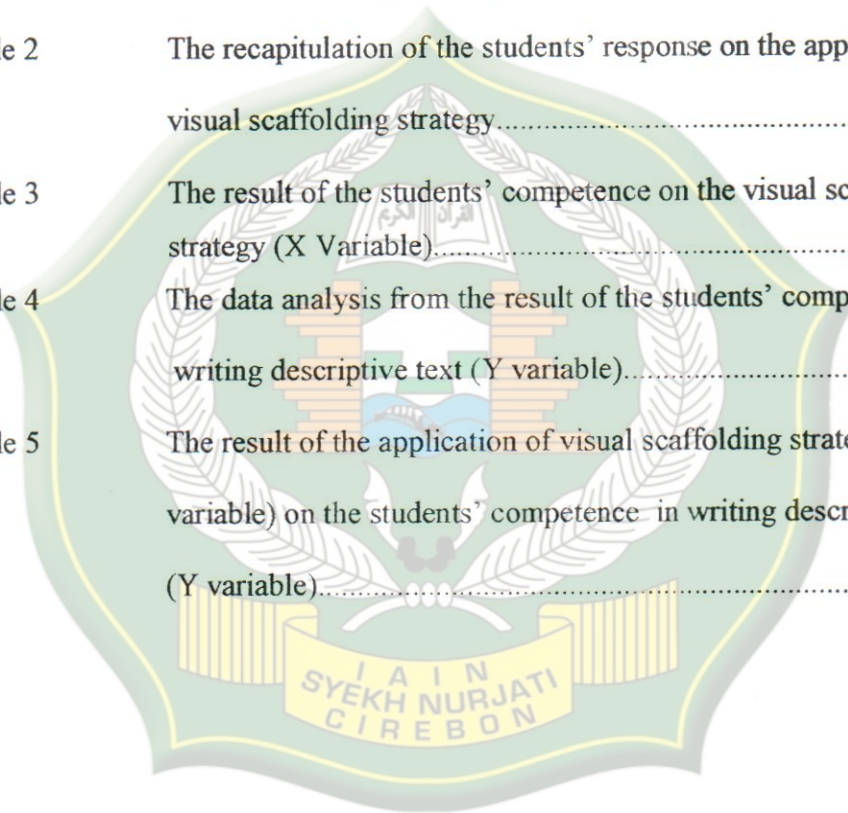 le 2 The recapitulation of the students’ response on the app
visual scaffolding strategy................................................
le 3 The result of the students’ competence on the visual sc
strategy (X Variable)..........................................................
le 4 The data analysis from the result of the students’ comp
writing descriptive text (Y variable)................................
le 5 The result of the application of visual scaffolding strate
variable) on the students’ competence in writing descr
(Y variable)........................................................................
القرآن الكريم
I A I N
SYEKH NURJATI
CIREBON